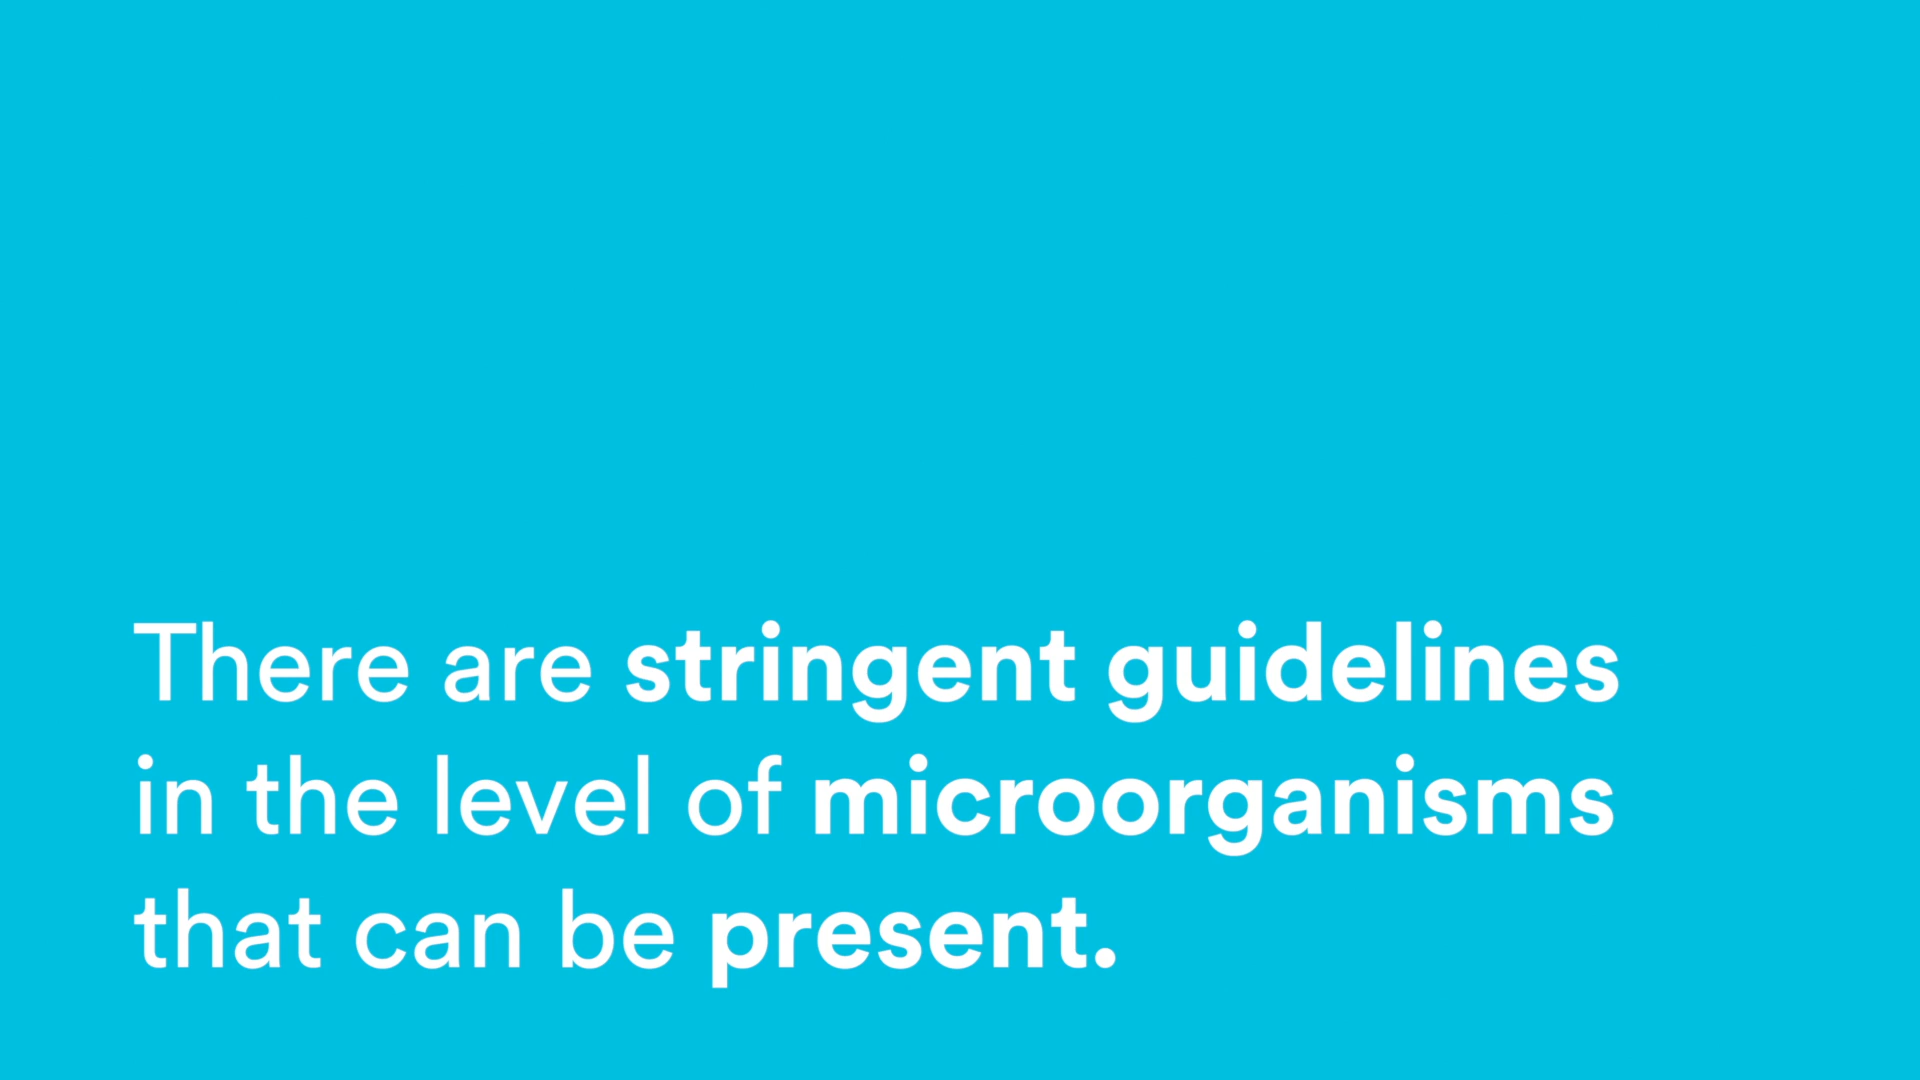 There are stringent guidelines
in the level of microorganisms
that can be present.